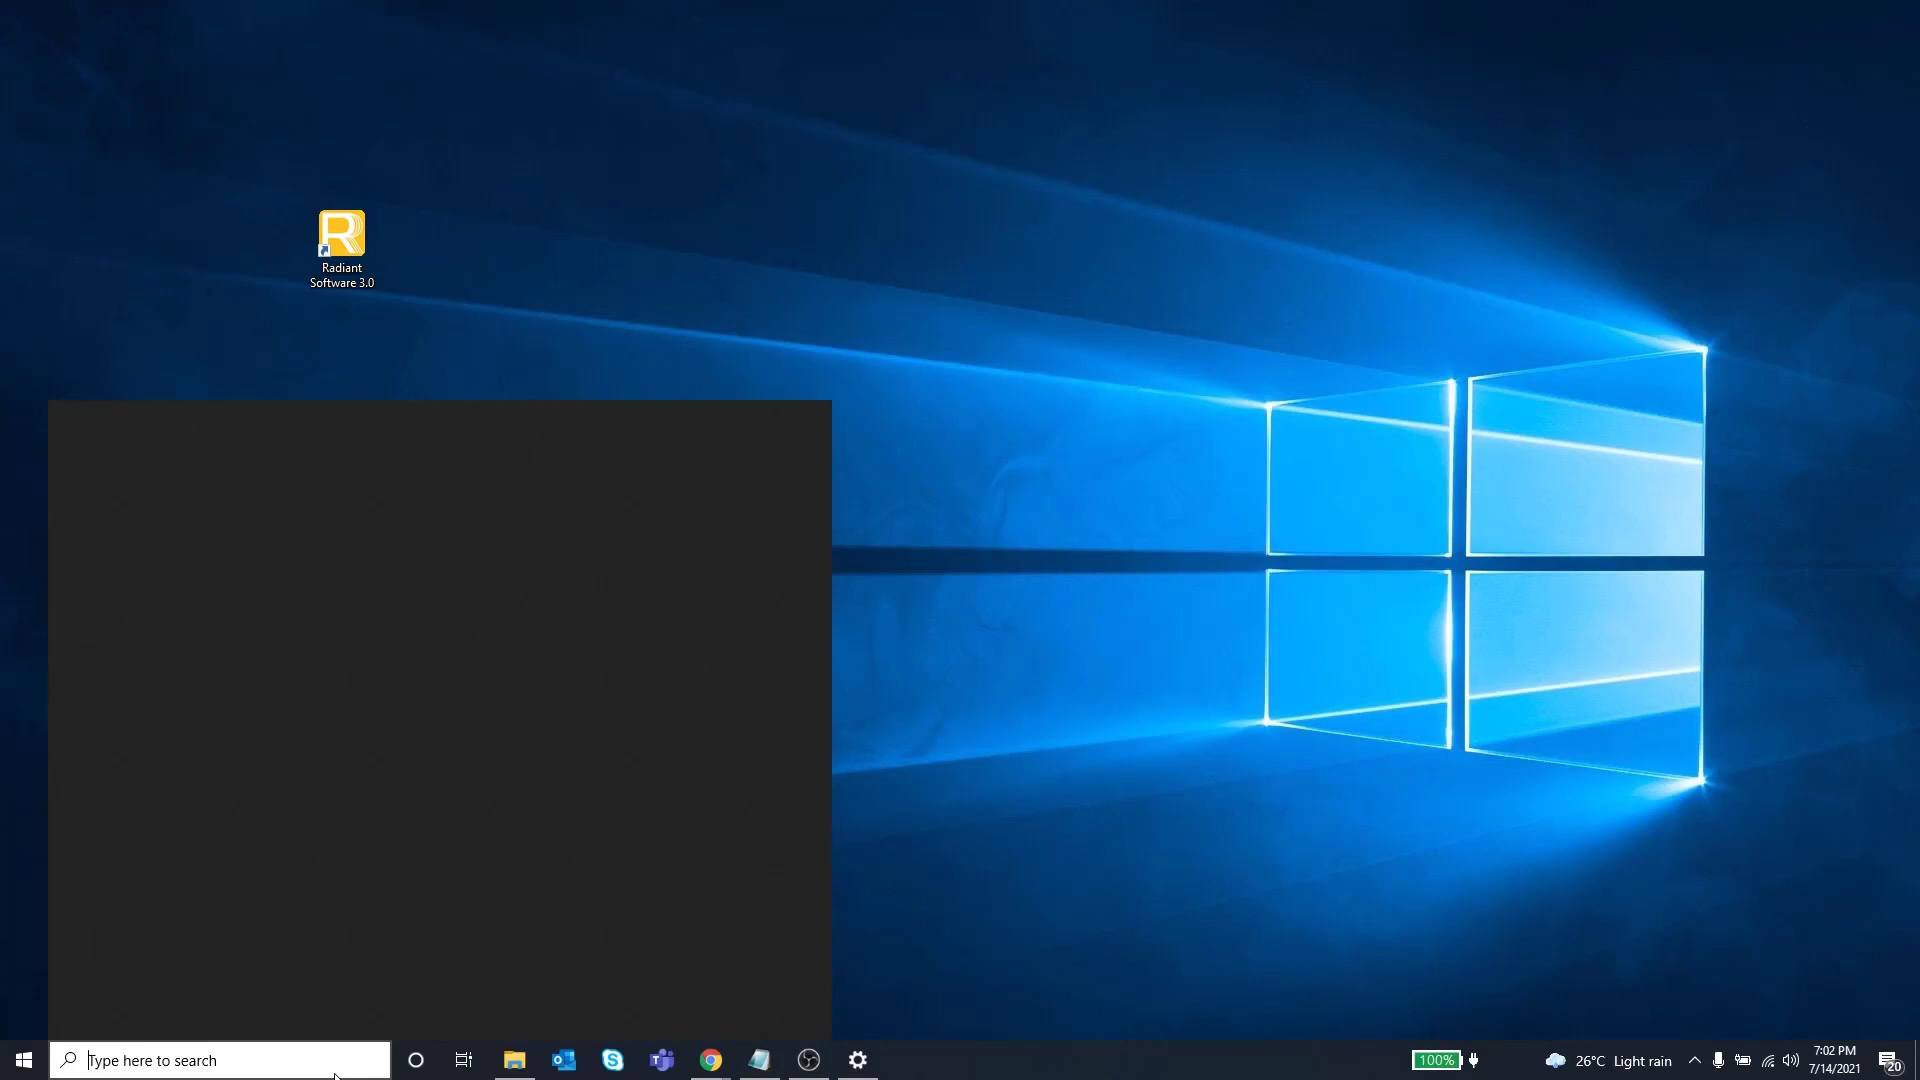 R
Radiant
Software 3.0
Type here to search
100%
26°C Light rain
7:02 PM
7/14/2021
20